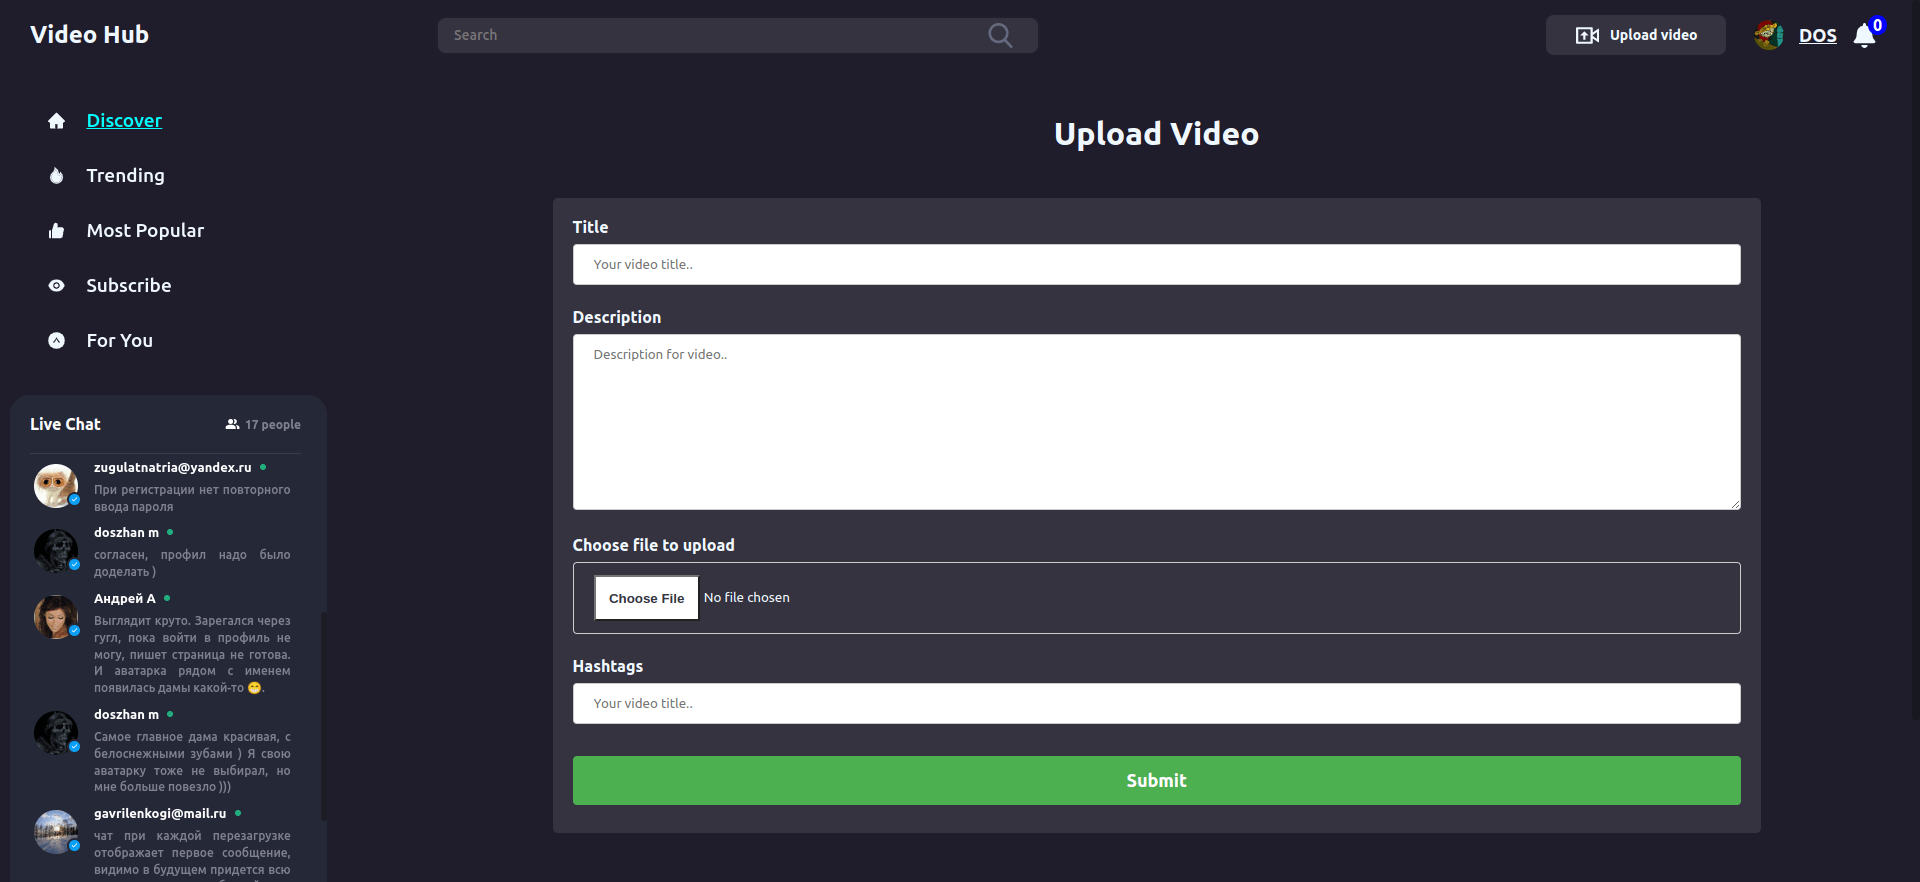 Video Hub
Search
Upload video
DOS
0
Discover
Trending
Most Popular
Subscribe
For You
Live Chat
17 people
zugulatnatria@yandex.ru
При регистрации нет повторного
ввода пароля
doszhan m
согласен, профил надо было
доделать )
Андрей А
Выглядит круто. Зарегался через
гугл, пока войти в профиль не
могу, пишет страница не готова.
И аватарка рядом с именем
появилась дамы какой-то 😁.
doszhan m
Самое главное дама красивая, с
белоснежными зубами ) Я свою
аватарку тоже не выбирал, но
мне больше повезло )))
gavrilenkogi@mail.ru
чат при каждой перезагрузке
отображает первое сообщение,
видимо в будущем придется всю
Upload Video
Title
Your video title..
Description
Description for video..
Choose file to upload
Choose File No file chosen
Hashtags
Your video title..
Submit